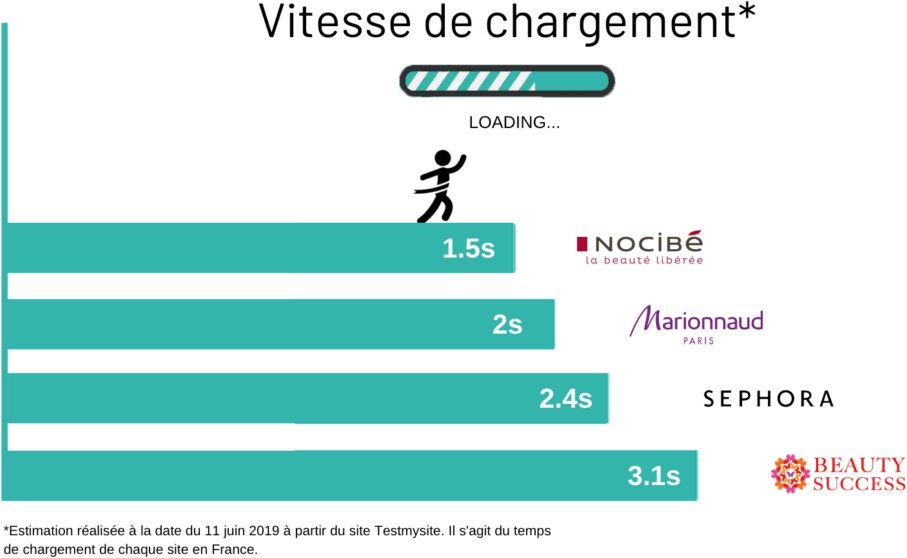 Vitesse de chargement*
LOADING...
1.5s
NOCIBÉ
la beauté libérée
2s
Marionnaud
PARIS
2.4s
SEPHORA
3.1s
BEAUTY
SUCCESS
*Estimation réalisée à la date du 11 juin 2019 à partir du site Testmysite. Il s'agit du temps
de chargement de chaque site en France.